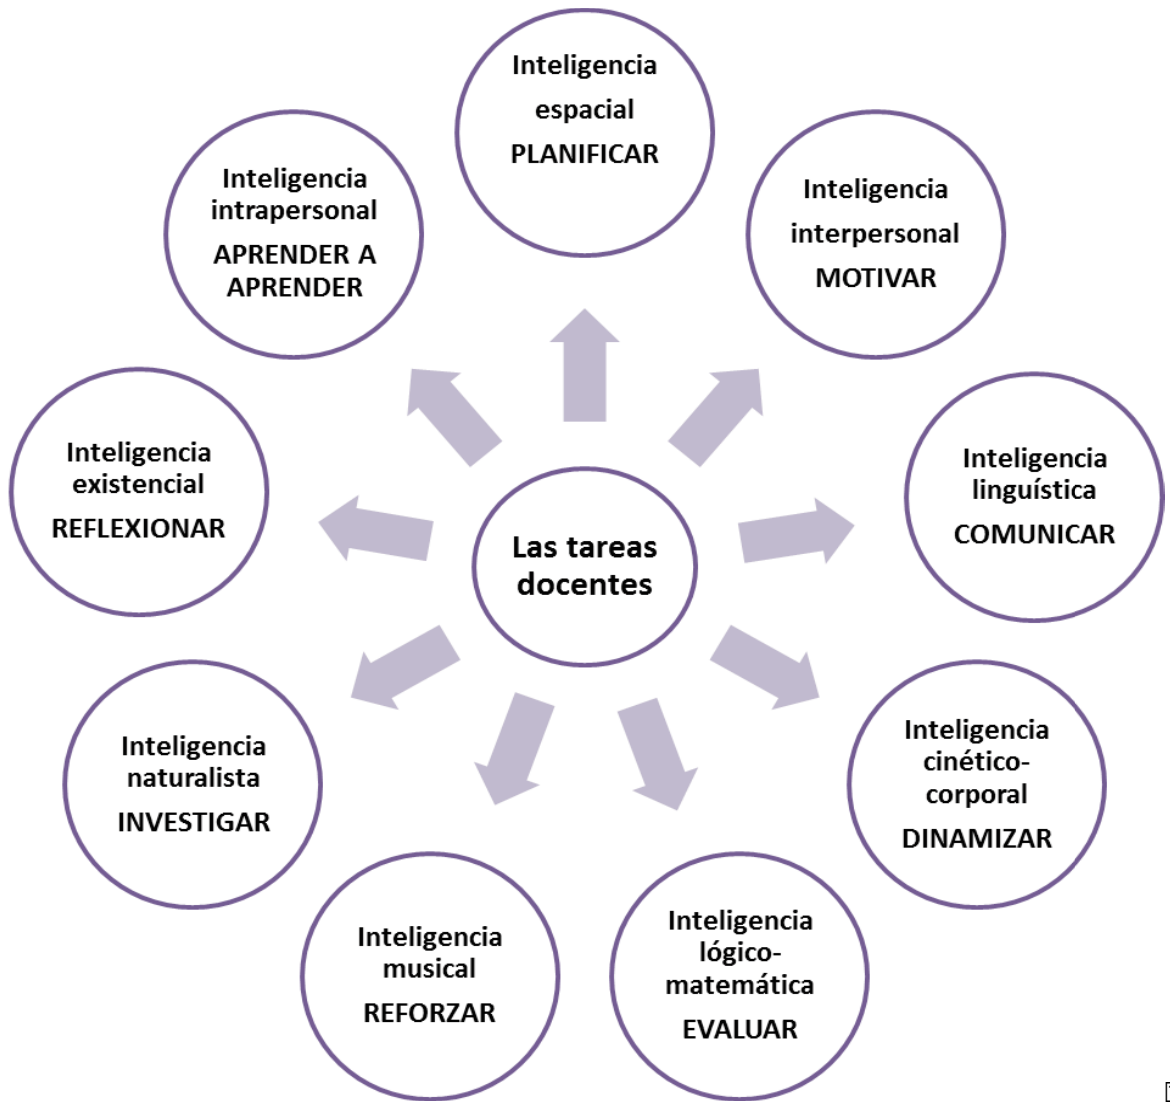 Inteligencia
espacial
PLANIFICAR
Inteligencia
interpersonal
MOTIVAR
Inteligencia
linguística
COMUNICAR
Inteligencia
cinético-
corporal
DINAMIZAR
Inteligencia
lógico-
matemática
EVALUAR
Inteligencia
musical
REFORZAR
Inteligencia
naturalista
INVESTIGAR
Inteligencia
existencial
REFLEXIONAR
Inteligencia
intrapersonal
APRENDER A
APRENDER
Las tareas
docentes